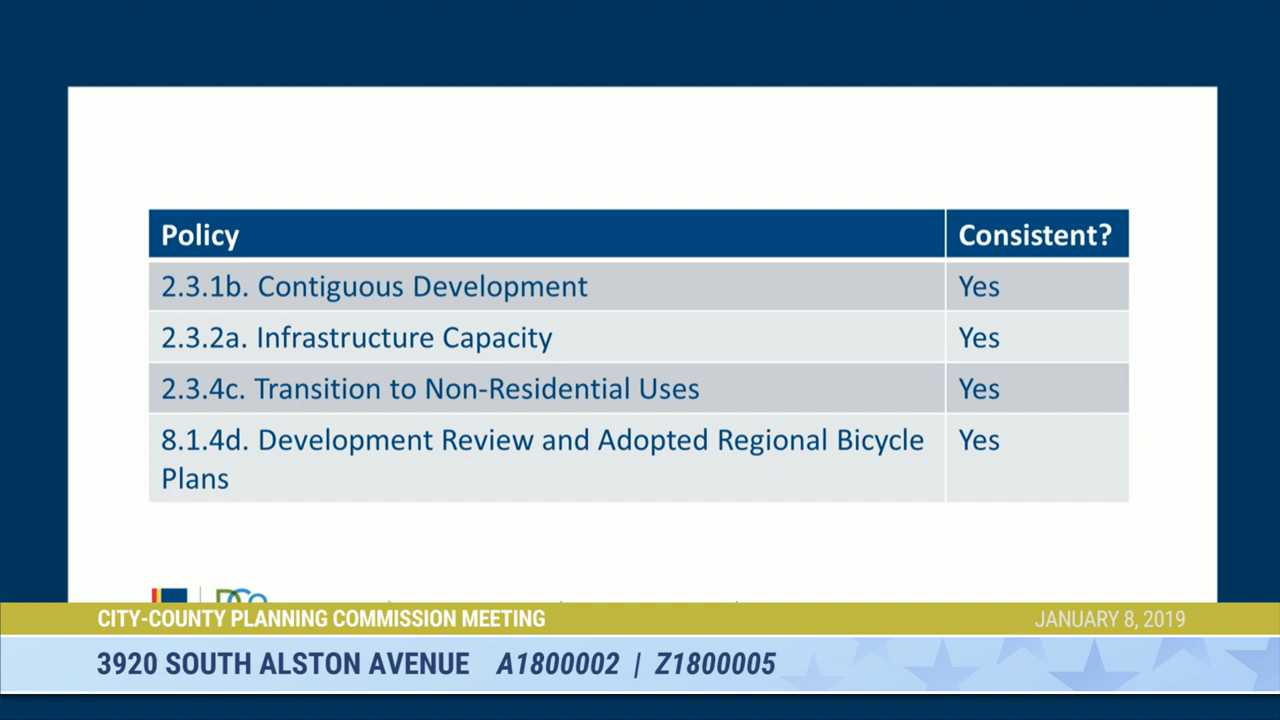 Policy Consistent?
2.3.1b. Contiguous Development Yes
2.3.2a. Infrastructure Capacity Yes
2.3.4c. Transition to Non-Residential Uses Yes
8.1.4d. Development Review and Adopted Regional Bicycle Yes
Plans
CITY-COUNTY PLANNING COMMISSION MEETING JANUARY 8, 2019
3920 SOUTH ALSTON AVENUE A1800002 | Z1800005